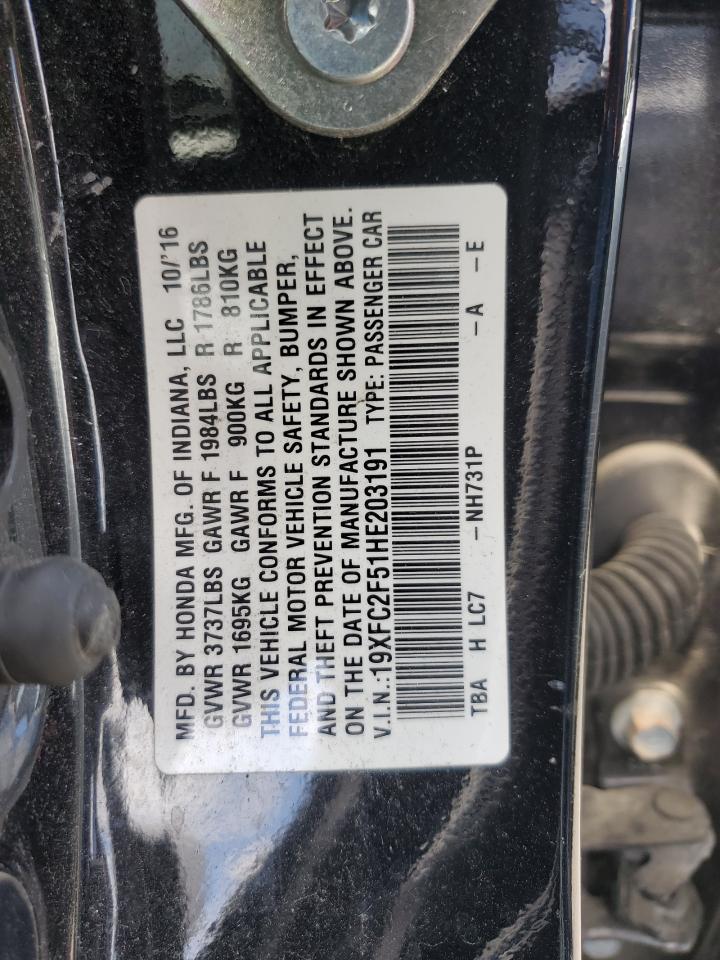 MFD. BY HONDA MFG. OF INDIANA, LLC 10/'16
GVWR 3737LBS GAWR F 1984LBS R 1786LBS
GVWR 1695KG GAWR F 900KG R 810KG
THIS VEHICLE CONFORMS TO ALL APPLICABLE
FEDERAL MOTOR VEHICLE SAFETY, BUMPER,
AND THEFT PREVENTION STANDARDS IN EFFECT
ON THE DATE OF MANUFACTURE SHOWN ABOVE.
V.I.N.:19XFC2F51HE203191 TYPE: PASSENGER CAR
TBA H LC7 -NH731P -A -E